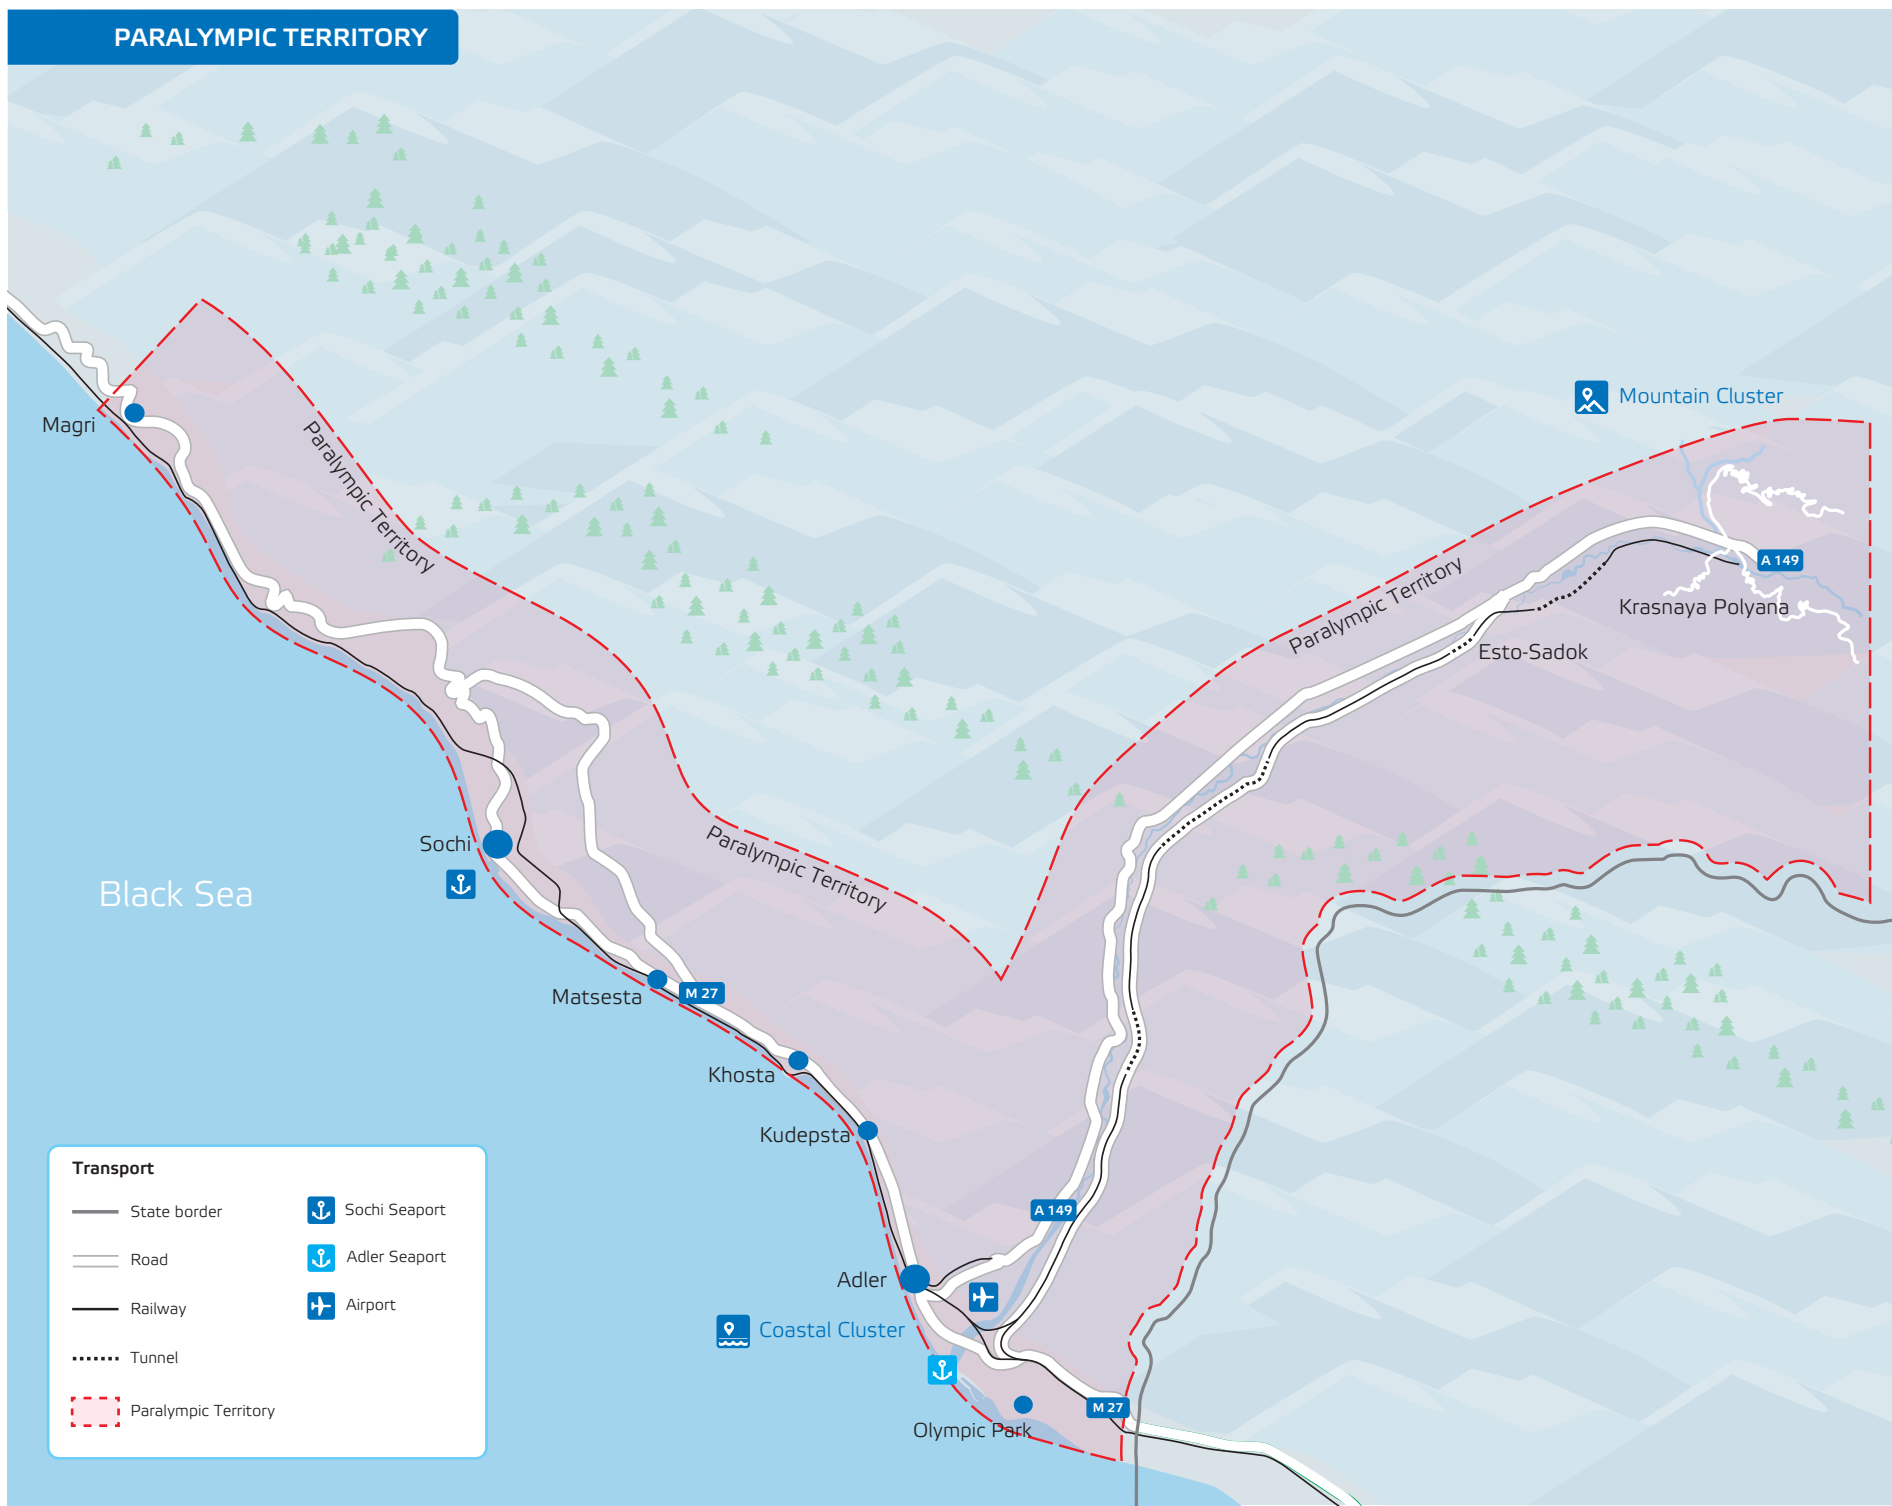 PARALYMPIC TERRITORY
Mountain Cluster
Magri
Paralympic Territory
A 149
Paralympic Territory
Krasnaya Polyana
Esto-Sadok
Sochi
Paralympic Territory
Black Sea
Matsesta
M 27
Khosta
Kudepsta
A 149
Adler
Coastal Cluster
M 27
Olympic Park
Transport
State border
Sochi Seaport
Road
Adler Seaport
Railway
Airport
Tunnel
Paralympic Territory